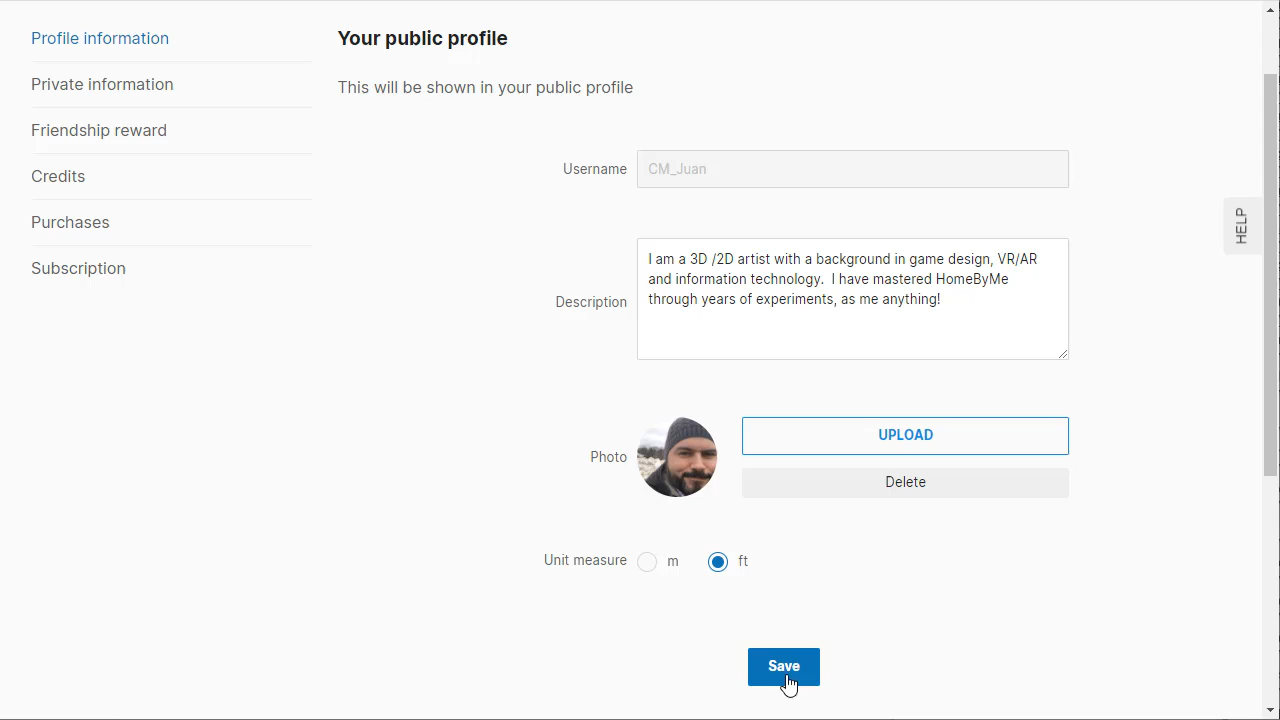 Profile information
Private information
Friendship reward
Credits
Purchases
Subscription
Your public profile
This will be shown in your public profile
Username
CM_Juan
Description
I am a 3D /2D artist with a background in game design, VR/AR
and information technology.  I have mastered HomeByMe
through years of experiments, as me anything!
Photo
UPLOAD
Delete
Unit measure
m
ft
Save
HELP